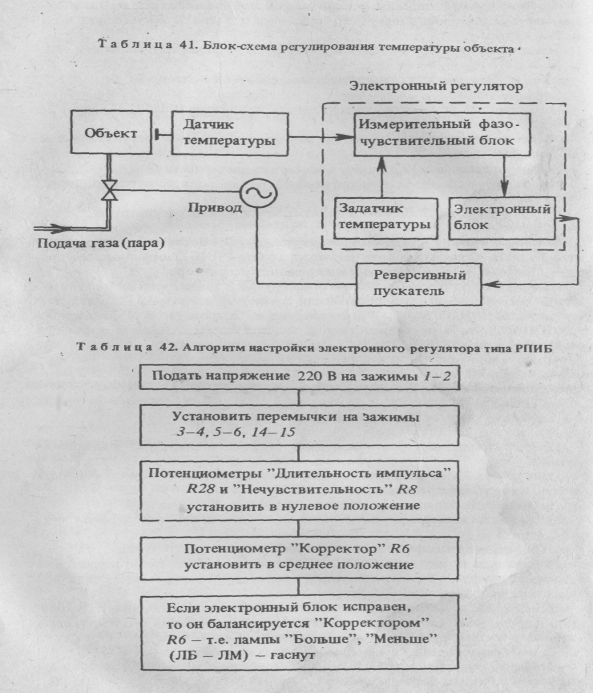 Таблица 41. Блок-схема регулирования температуры объекта
Электронный регулятор
Объект
Датчик
температуры
Измерительный фазо-
чувствительный блок
Привод
Задатчик
температуры
Электронный
блок
Подача газа (пара)
Реверсивный
пускатель
Таблица 42. Алгоритм настройки электронного регулятора типа РПИБ
Подать напряжение 220 В на зажимы 1–2
Установить перемычки на зажимы
3–4, 5–6, 14–15
Потенциометры "Длительность импульса"
R28 и "Нечувствительность" R8
установить в нулевое положение
Потенциометр "Корректор" R6
установить в среднее положение
Если электронный блок исправен,
то он балансируется "Корректором"
R6 – т.е. лампы "Больше", "Меньше"
(ЛБ – ЛМ) – гаснут